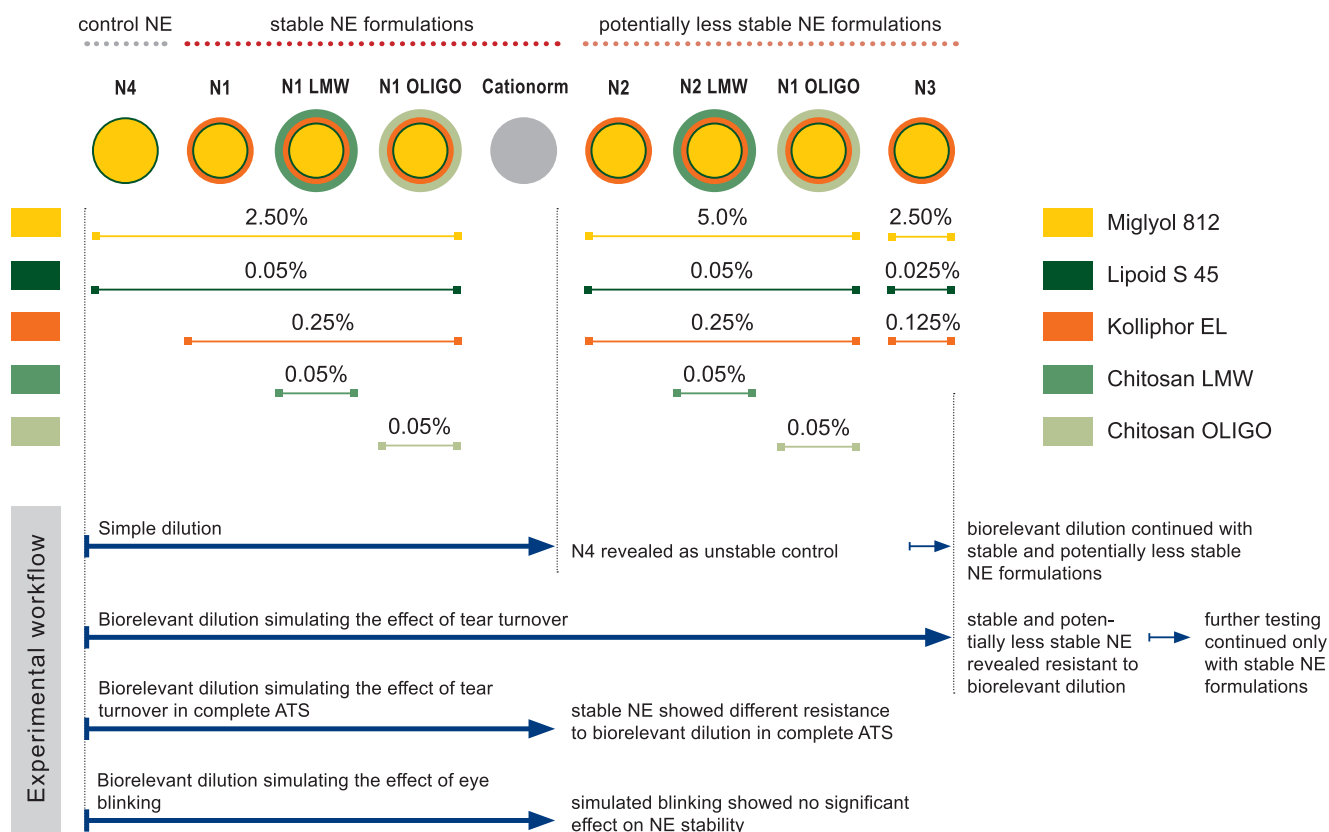 control NE
stable NE formulations
potentially less stable NE formulations
N4
N1
N1 LMW
N1 OLIGO
Cationorm
N2
N2 LMW
N1 OLIGO
N3
2.50%
5.0%
2.50%
Miglyol 812
0.05%
0.05%
0.025%
Lipoid S 45
0.25%
0.25%
0.125%
Kolliphor EL
0.05%
0.05%
Chitosan LMW
0.05%
0.05%
Chitosan OLIGO
Experimental workflow
Simple dilution
N4 revealed as unstable control
biorelevant dilution continued with
stable and potentially less stable
NE formulations
Biorelevant dilution simulating the effect of tear turnover
stable and poten-
tially less stable NE
revealed resistant to
biorelevant dilution
further testing
continued only
with stable NE
formulations
Biorelevant dilution simulating the effect of tear
turnover in complete ATS
stable NE showed different resistance
to biorelevant dilution in complete ATS
Biorelevant dilution simulating the effect of eye
blinking
simulated blinking showed no significant
effect on NE stability